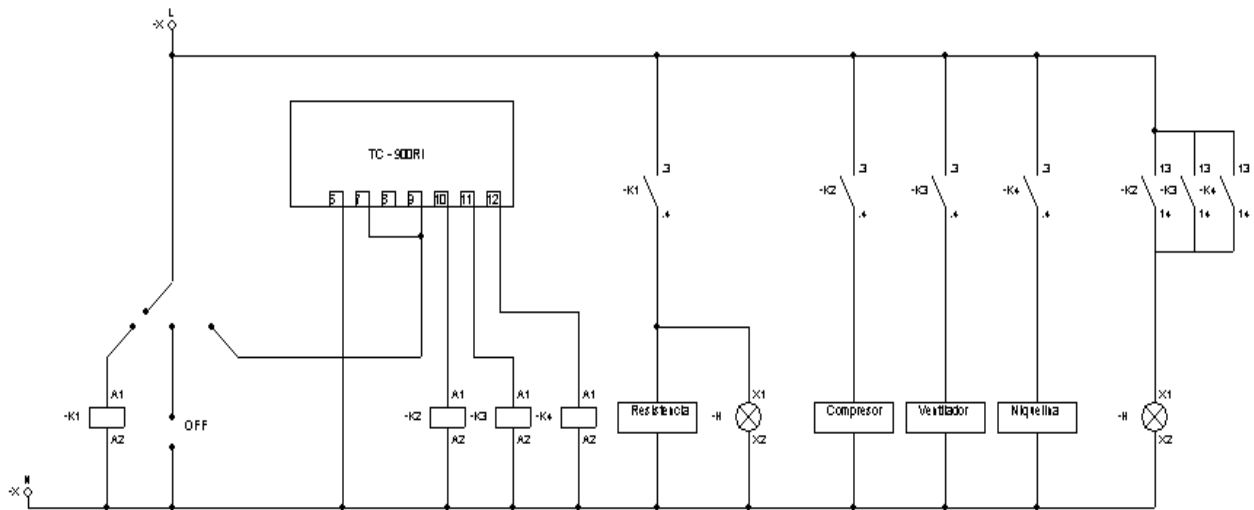 L
-X
TC - 900RI
6 7 8 9 10 11 12
.3 .3 .3 .3 13 13 13
-K1 -K2 -K3 -K4 -K2 -K3 -K4
.4 .4 .4 .4 14 14 14
A1 A1 A1 A1 X1 X1
-K1 OFF -K2 -K3 -K4 Resistencia -H Compresor Ventilador Niquelina -H
A2 A2 A2 A2 X2 X2
N
-X